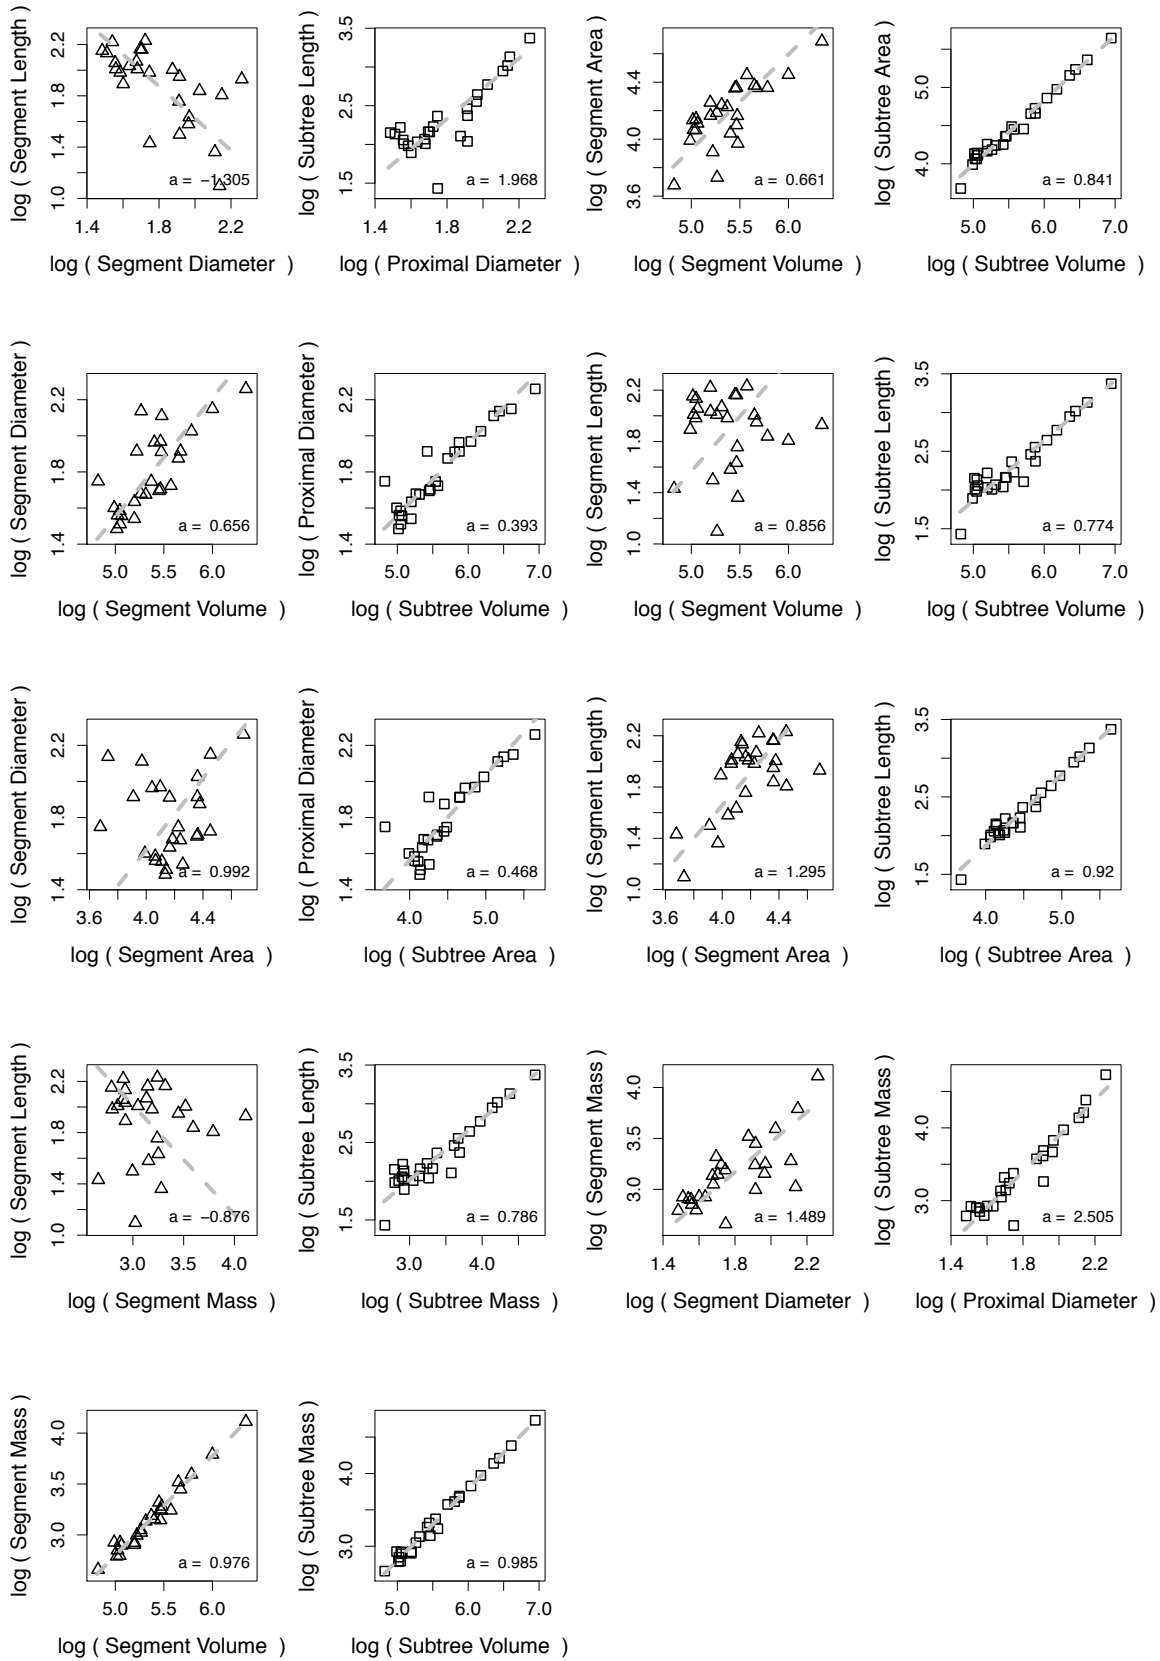 log ( Segment Length )
1.0 1.4 1.8 2.2
a = −1.305
1.4 1.8 2.2
log ( Segment Diameter )
log ( Subtree Length )
1.5 2.5 3.5
a = 1.968
1.4 1.8 2.2
log ( Proximal Diameter )
log ( Segment Area )
3.6 4.0 4.4
a = 0.661
5.0 5.5 6.0
log ( Segment Volume )
log ( Subtree Area )
4.0 5.0
a = 0.841
5.0 6.0 7.0
log ( Subtree Volume )
log ( Segment Diameter )
1.4 1.8 2.2
a = 0.656
5.0 5.5 6.0
log ( Segment Volume )
log ( Proximal Diameter )
1.4 1.8 2.2
a = 0.393
5.0 6.0 7.0
log ( Subtree Volume )
log ( Segment Length )
1.0 1.4 1.8 2.2
a = 0.856
5.0 5.5 6.0
log ( Segment Volume )
log ( Subtree Length )
1.5 2.5 3.5
a = 0.774
5.0 6.0 7.0
log ( Subtree Volume )
log ( Segment Diameter )
1.4 1.8 2.2
a = 0.992
3.6 4.0 4.4
log ( Segment Area )
log ( Proximal Diameter )
1.4 1.8 2.2
a = 0.468
4.0 5.0
log ( Subtree Area )
log ( Segment Length )
1.0 1.4 1.8 2.2
a = 1.295
3.6 4.0 4.4
log ( Segment Area )
log ( Subtree Length )
1.5 2.5 3.5
a = 0.92
4.0 5.0
log ( Subtree Area )
log ( Segment Length )
1.0 1.4 1.8 2.2
a = −0.876
3.0 3.5 4.0
log ( Segment Mass )
log ( Subtree Length )
1.5 2.5 3.5
a = 0.786
3.0 4.0
log ( Subtree Mass )
log ( Segment Mass )
3.0 3.5 4.0
a = 1.489
1.4 1.8 2.2
log ( Segment Diameter )
log ( Subtree Mass )
3.0 4.0
a = 2.505
1.4 1.8 2.2
log ( Proximal Diameter )
log ( Segment Mass )
3.0 3.5 4.0
a = 0.976
5.0 5.5 6.0
log ( Segment Volume )
log ( Subtree Mass )
3.0 4.0
a = 0.985
5.0 6.0 7.0
log ( Subtree Volume )